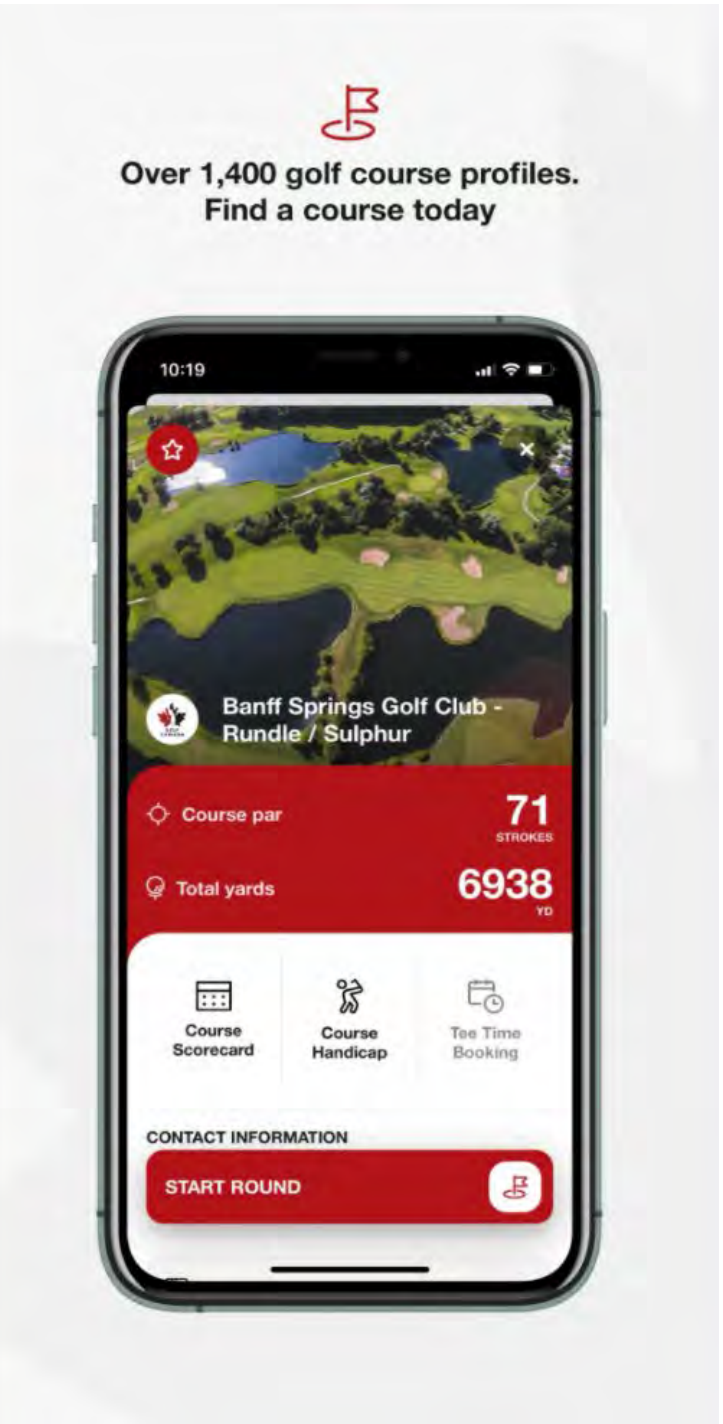 Over 1,400 golf course profiles.
Find a course today
10:19
Banff Springs Golf Club -
Rundle / Sulphur
Course par
71
STROKES
Total yards
6938
YD
Course
Scorecard
Course
Handicap
Tee Time
Booking
CONTACT INFORMATION
START ROUND